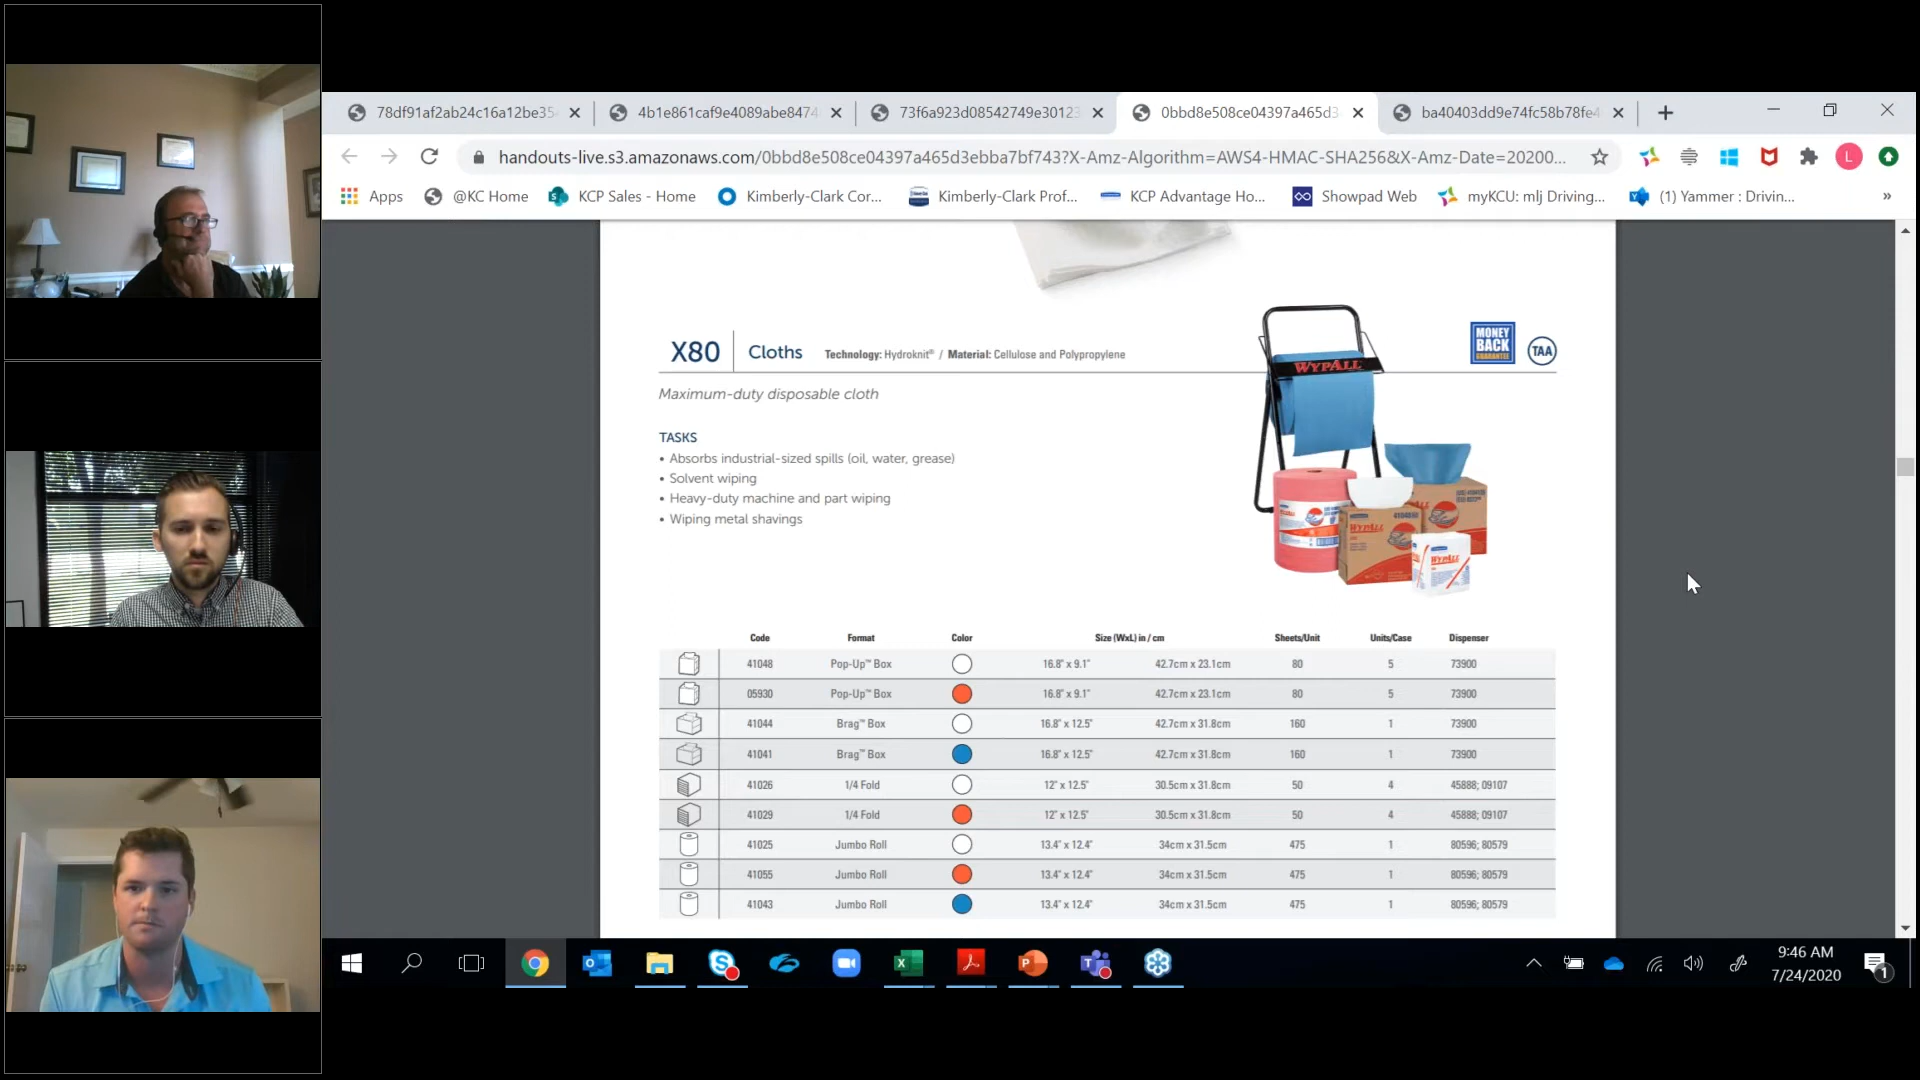 78df91af2ab24c16a12be35
4b1e861caf9e4089abe8474
73f6a923d08542749e30123
0bbd8e508ce04397a465d3
ba40403dd9e74fc58b78fe4
handouts-live.s3.amazonaws.com/0bbd8e508ce04397a465d3ebba7bf743?X-Amz-Algorithm=AWS4-HMAC-SHA256&X-Amz-Date=20200...
L
Apps @KC Home KCP Sales - Home Kimberly-Clark Cor... Kimberly-Clark Prof... KCP Advantage Ho... Showpad Web myKCU: mlj Driving... (1) Yammer : Drivin... »
X80 Cloths Technology: Hydroknit® / Material: Cellulose and Polypropylene
MONEY BACK GUARANTEE TAA
WYPALL
Maximum-duty disposable cloth
TASKS
• Absorbs industrial-sized spills (oil, water, grease)
• Solvent wiping
• Heavy-duty machine and part wiping
• Wiping metal shavings
WYPALL
WYPALL
Code Format Color Size (WxL) in / cm Sheets/Unit Units/Case Dispenser
41048 Pop-Up™ Box 16.8" x 9.1" 42.7cm x 23.1cm 80 5 73900
05930 Pop-Up™ Box 16.8" x 9.1" 42.7cm x 23.1cm 80 5 73900
41044 Brag™ Box 16.8" x 12.5" 42.7cm x 31.8cm 160 1 73900
41041 Brag™ Box 16.8" x 12.5" 42.7cm x 31.8cm 160 1 73900
41026 1/4 Fold 12" x 12.5" 30.5cm x 31.8cm 50 4 45888; 09107
41029 1/4 Fold 12" x 12.5" 30.5cm x 31.8cm 50 4 45888; 09107
41025 Jumbo Roll 13.4" x 12.4" 34cm x 31.5cm 475 1 80596; 80579
41055 Jumbo Roll 13.4" x 12.4" 34cm x 31.5cm 475 1 80596; 80579
41043 Jumbo Roll 13.4" x 12.4" 34cm x 31.5cm 475 1 80596; 80579
9:46 AM
7/24/2020
1